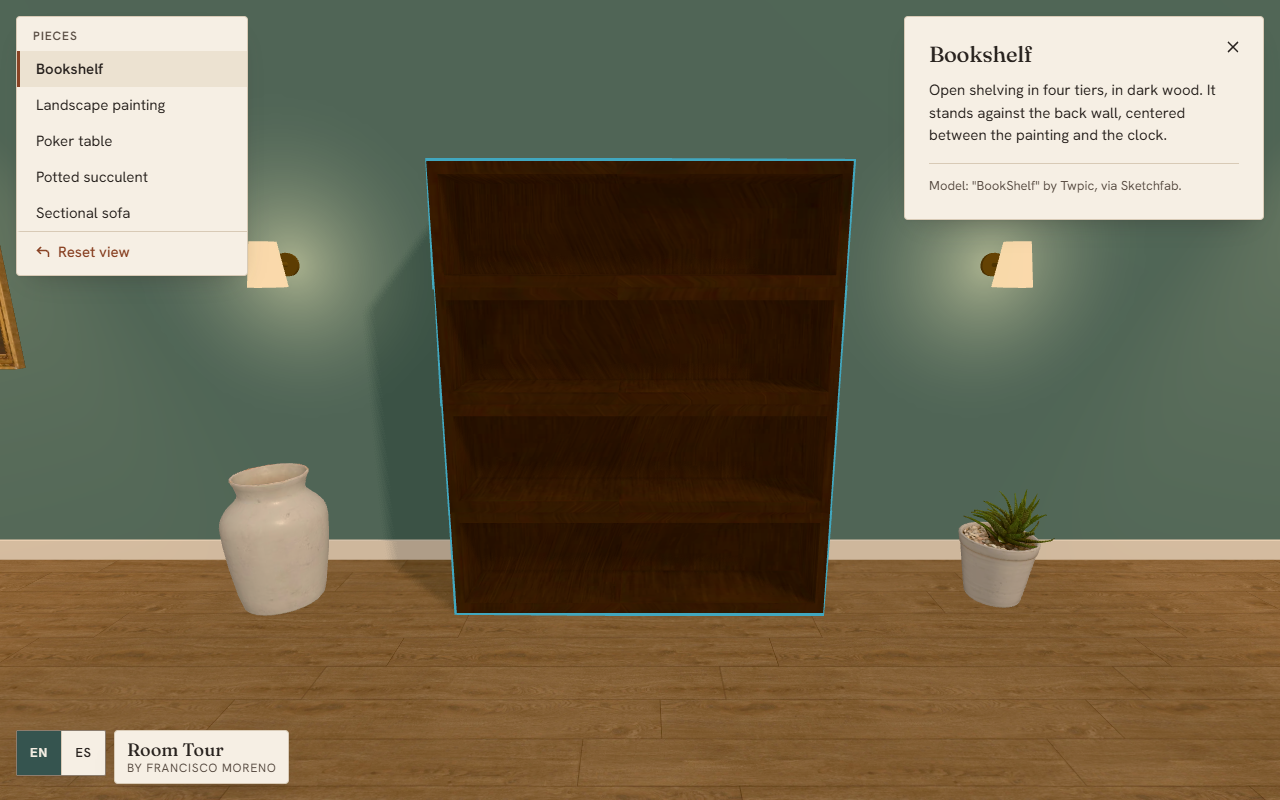 PIECES
Bookshelf
Landscape painting
Poker table
Potted succulent
Sectional sofa
Reset view
Bookshelf
Open shelving in four tiers, in dark wood. It
stands against the back wall, centered
between the painting and the clock.
Model: "BookShelf" by Twpic, via Sketchfab.
EN
ES
Room Tour
BY FRANCISCO MORENO